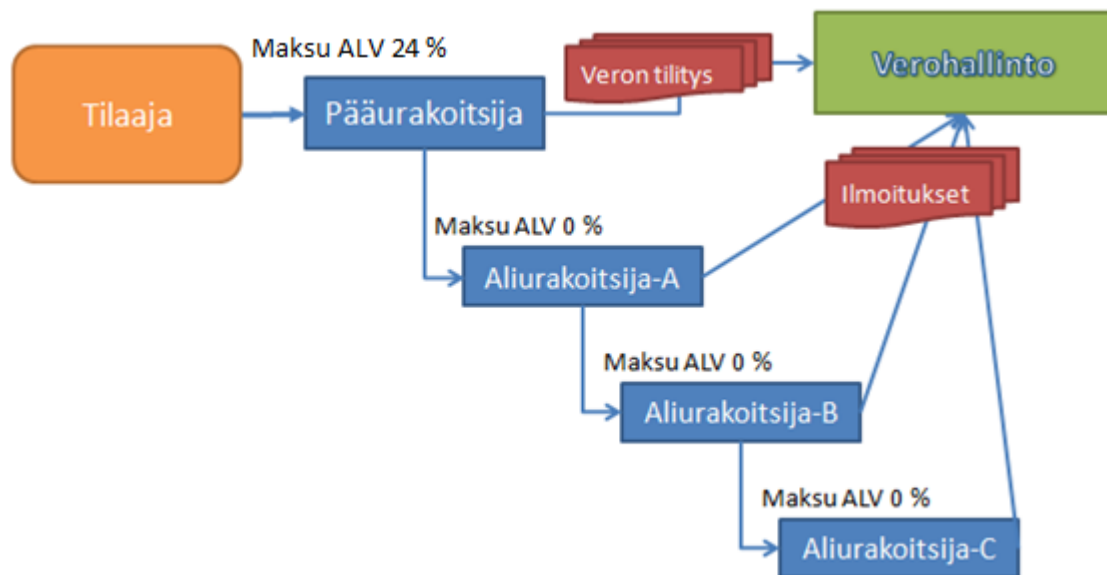 Maksu ALV 24 %
Tilaaja
Pääurakoitsija
Veron tilitys
Verohallinto
Ilmoitukset
Maksu ALV 0 %
Aliurakoitsija-A
Maksu ALV 0 %
Aliurakoitsija-B
Maksu ALV 0 %
Aliurakoitsija-C